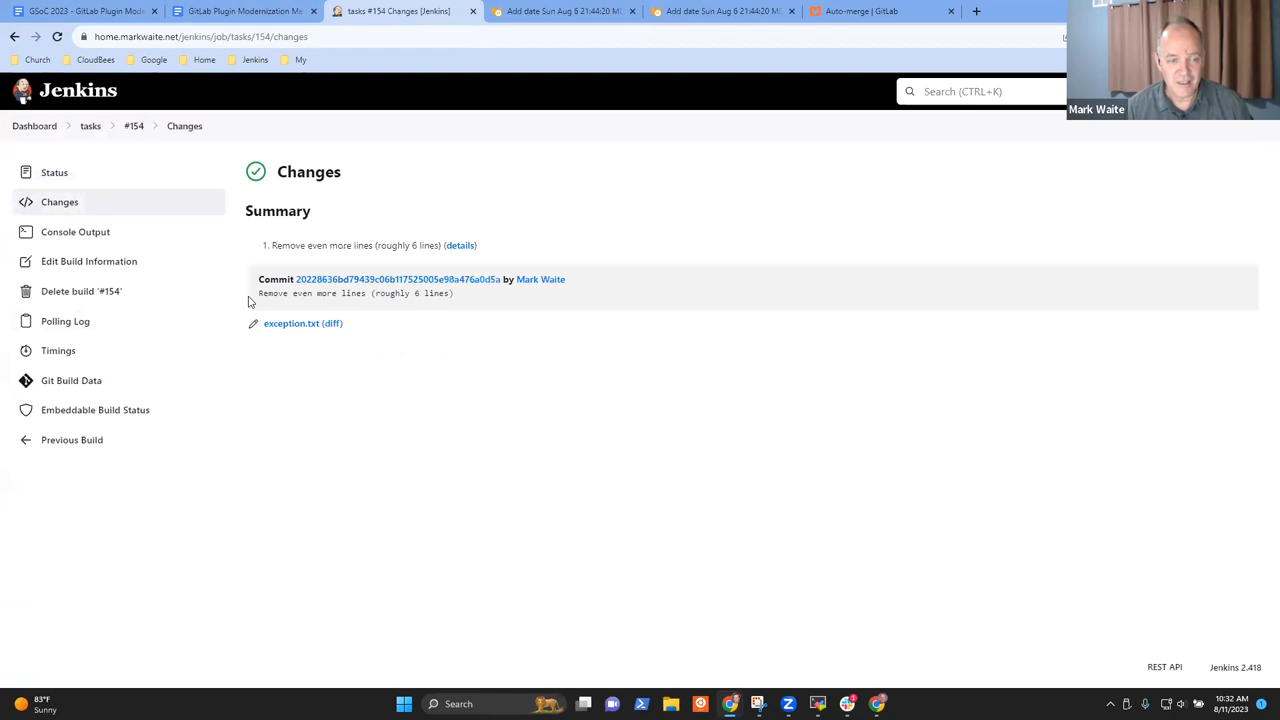 GSoC 2023 - GitLab Plugin Mode
GitLab Plugin Modernization Me
tasks #154 Changes [Jenkins]
Add date Sun Aug 6 21:44:20 MD
Add date Sun Aug 6 21:44:20 MD
Auto-merge | GitLab
home.markwaite.net/jenkins/job/tasks/154/changes
Church
CloudBees
Google
Home
Jenkins
My
Jenkins
Search (CTRL+K)
Mark Waite
Dashboard
tasks
#154
Changes
Status
Changes
Console Output
Edit Build Information
Delete build '#154'
Polling Log
Timings
Git Build Data
Embeddable Build Status
Previous Build
Changes
Summary
1. Remove even more lines (roughly 6 lines) (details)
Commit 20228636bd79439c06b117525005e98a476a0d5a by Mark Waite
Remove even more lines (roughly 6 lines)
exception.txt (diff)
REST API
Jenkins 2.418
83°F
Sunny
Search
10:32 AM
8/11/2023